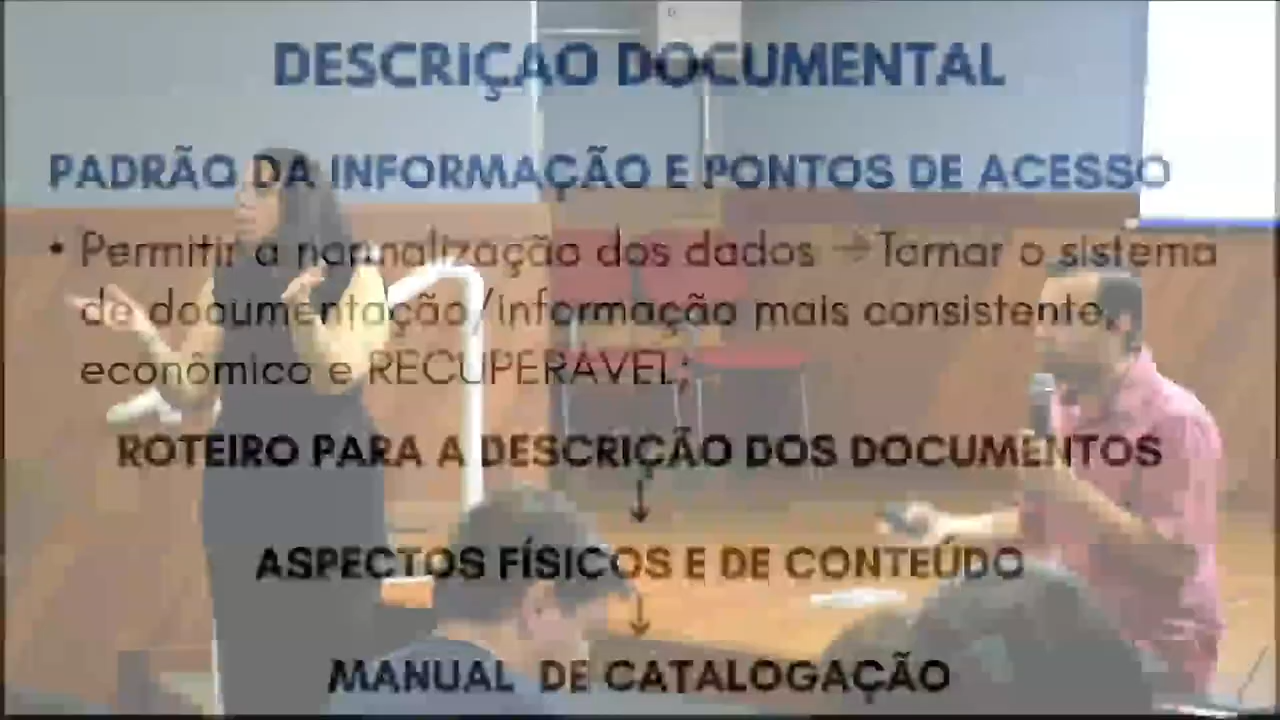 DESCRIÇAO DOCUMENTAL
PADRÃO DA INFORMAÇÃO E PONTOS DE ACESSO
• Permitir a normalização dos dados → Tornar o sistema
de documentação/informação mais consistente,
econômico e RECUPERAVEL;
ROTEIRO PARA A DESCRIÇÃO DOS DOCUMENTOS
↓
ASPECTOS FÍSICOS E DE CONTEÚDO
↓
MANUAL DE CATALOGAÇÃO